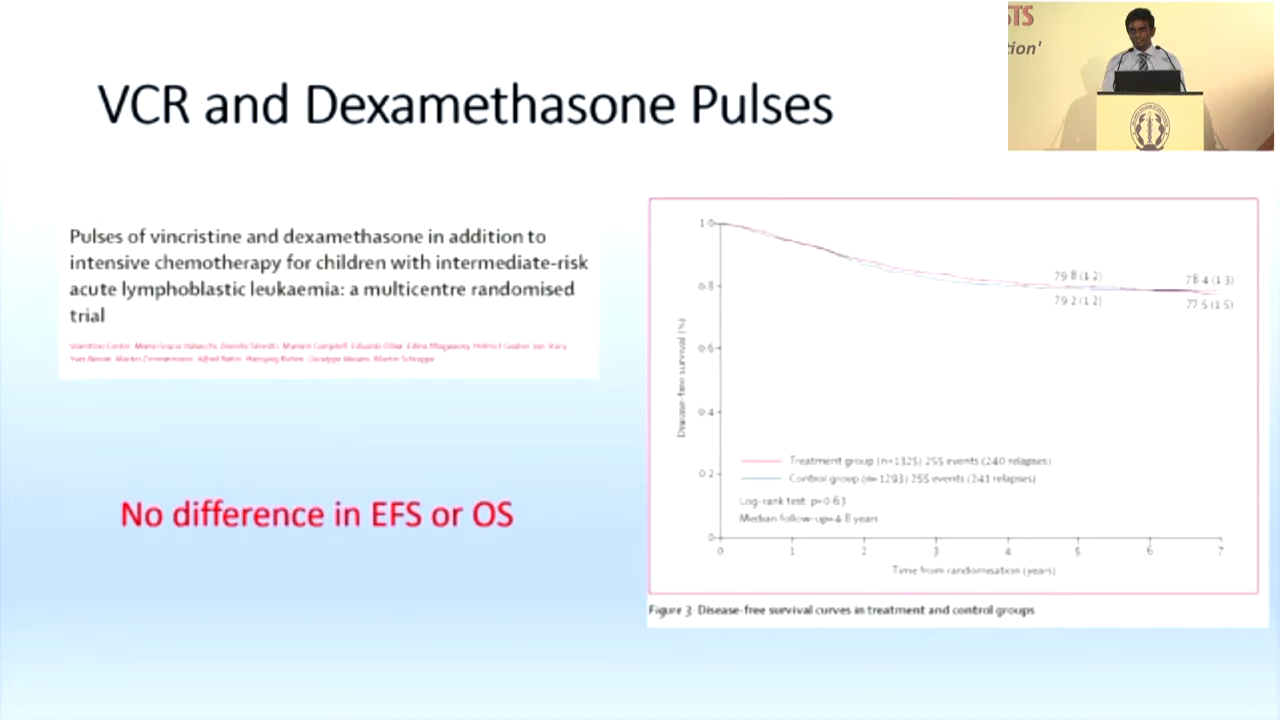 STS
tion'
VCR and Dexamethasone Pulses
Pulses of vincristine and dexamethasone in addition to
intensive chemotherapy for children with intermediate-risk
acute lymphoblastic leukaemia: a multicentre randomised
trial
No difference in EFS or OS
Disease-free survival (%)
1·0
0·8
0·6
0·4
0·2
0
79·8 (1·2)
78·4 (1·3)
79·2 (1·2)
77·5 (1·5)
Treatment group (n=1325) 255 events (240 relapses)
Control group (n=1293) 255 events (241 relapses)
Log-rank test: p=0·63
Median follow-up=4·8 years
0 1 2 3 4 5 6 7
Time from randomisation (years)
Figure 3: Disease-free survival curves in treatment and control groups